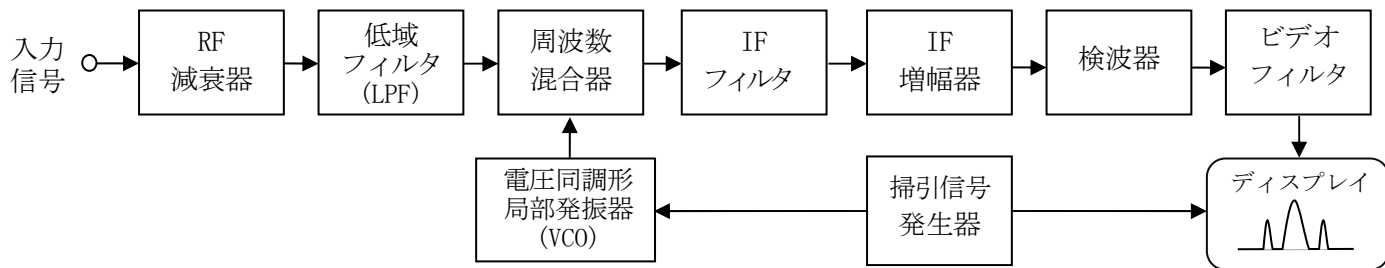 入力
信号
RF
減衰器
低域
フィルタ
(LPF)
周波数
混合器
IF
フィルタ
IF
増幅器
検波器
ビデオ
フィルタ
電圧同調形
局部発振器
(VCO)
掃引信号
発生器
ディスプレイ